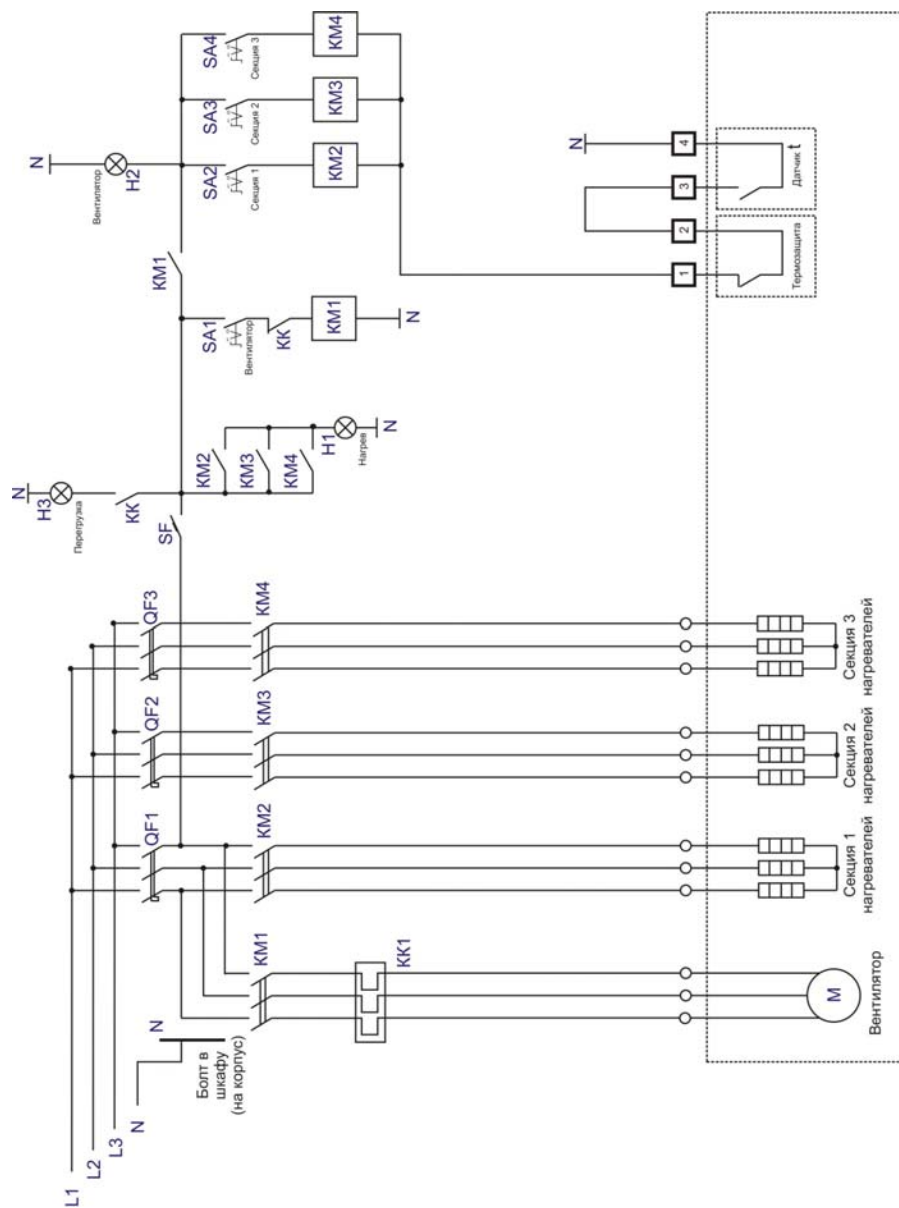 L1
L2
L3
N
N
Болт в
шкафу
(на корпус)
QF1
QF2
QF3
KM1
KM2
KM3
KM4
KK1
M
Вентилятор
Секция 1
нагревателей
Секция 2
нагревателей
Секция 3
нагревателей
SF
N
H3
Перегрузка
KK
KM2
KM3
KM4
H1
Нагрев
N
SA1
Вентилятор
KK
KM1
N
KM1
N
Вентилятор
H2
SA2
Секция 1
KM2
SA3
Секция 2
KM3
SA4
Секция 3
KM4
N
1
2
3
4
Термозащита
Датчик t